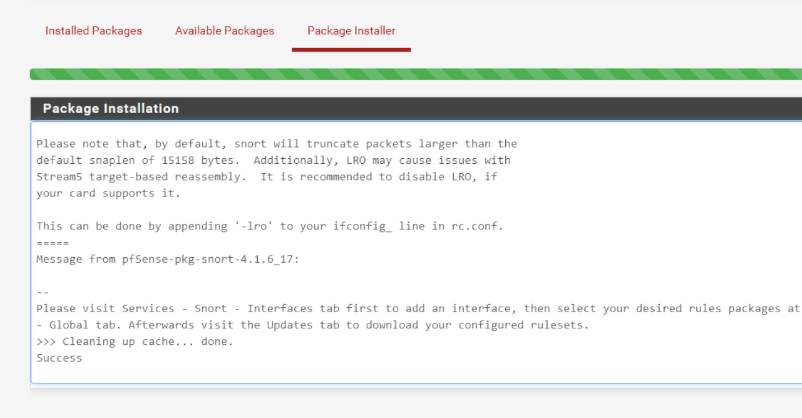 Installed Packages Available Packages Package Installer
Package Installation
Please note that, by default, snort will truncate packets larger than the
default snaplen of 15158 bytes.  Additionally, LRO may cause issues with
Stream5 target-based reassembly.  It is recommended to disable LRO, if
your card supports it.
This can be done by appending '-lro' to your ifconfig_ line in rc.conf.
=====
Message from pfSense-pkg-snort-4.1.6_17:
--
Please visit Services - Snort - Interfaces tab first to add an interface, then select your desired rules packages at
- Global tab. Afterwards visit the Updates tab to download your configured rulesets.
>>> Cleaning up cache... done.
Success